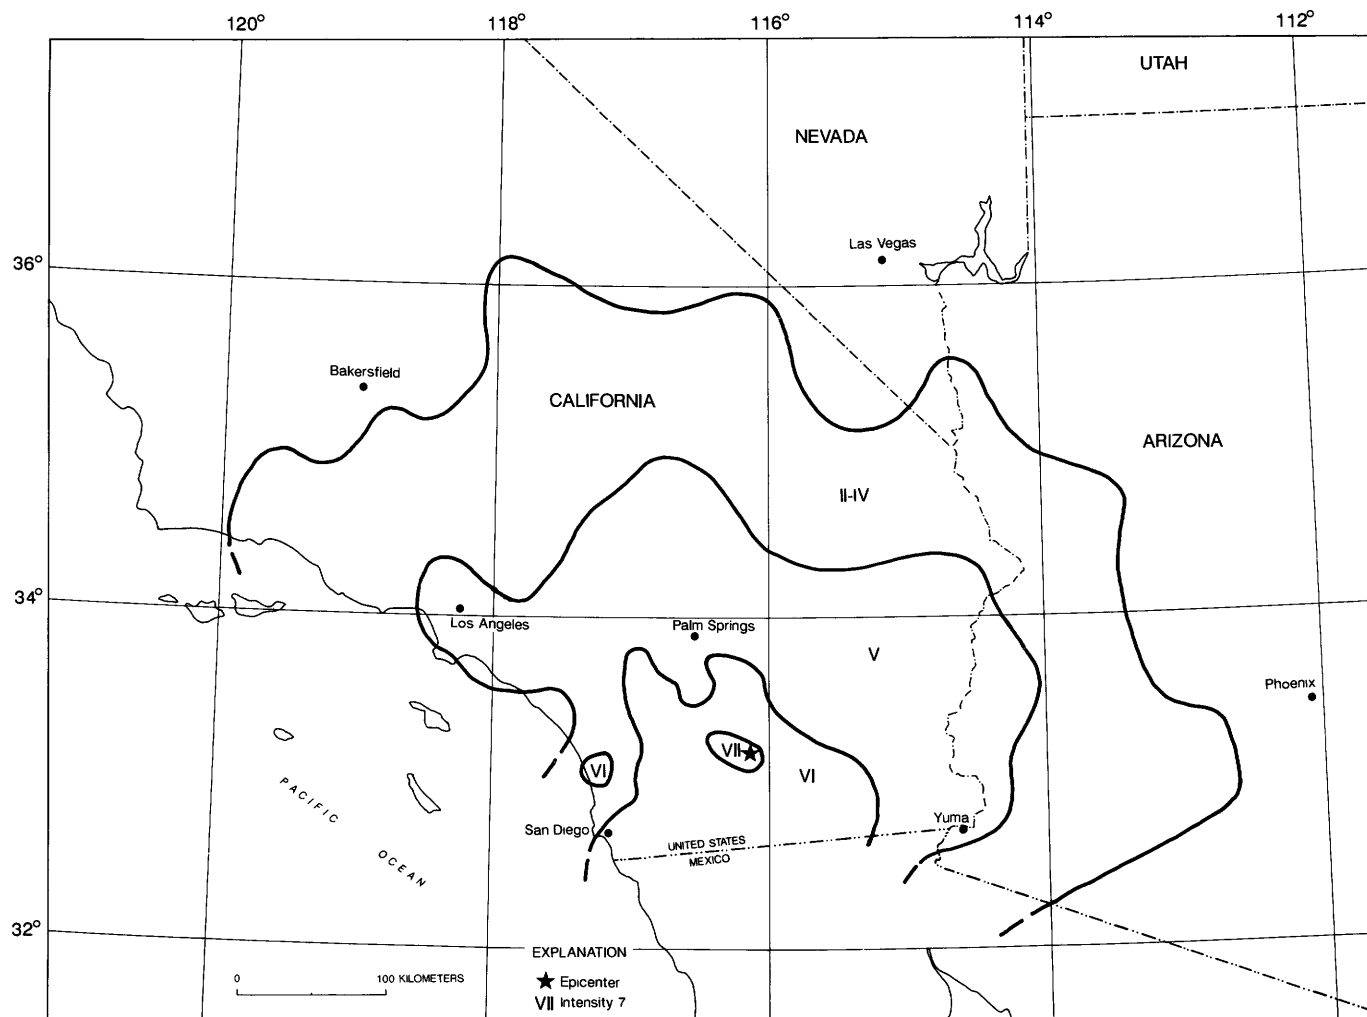 120° 118° 116° 114° 112°
UTAH
NEVADA
Las Vegas
36°
Bakersfield
CALIFORNIA
ARIZONA
II-IV
34°
Los Angeles
Palm Springs
V
Phoenix
VII
VI
VI
PACIFIC
OCEAN
San Diego
Yuma
UNITED STATES
MEXICO
32°
EXPLANATION
0 100 KILOMETERS
Epicenter
VII Intensity 7